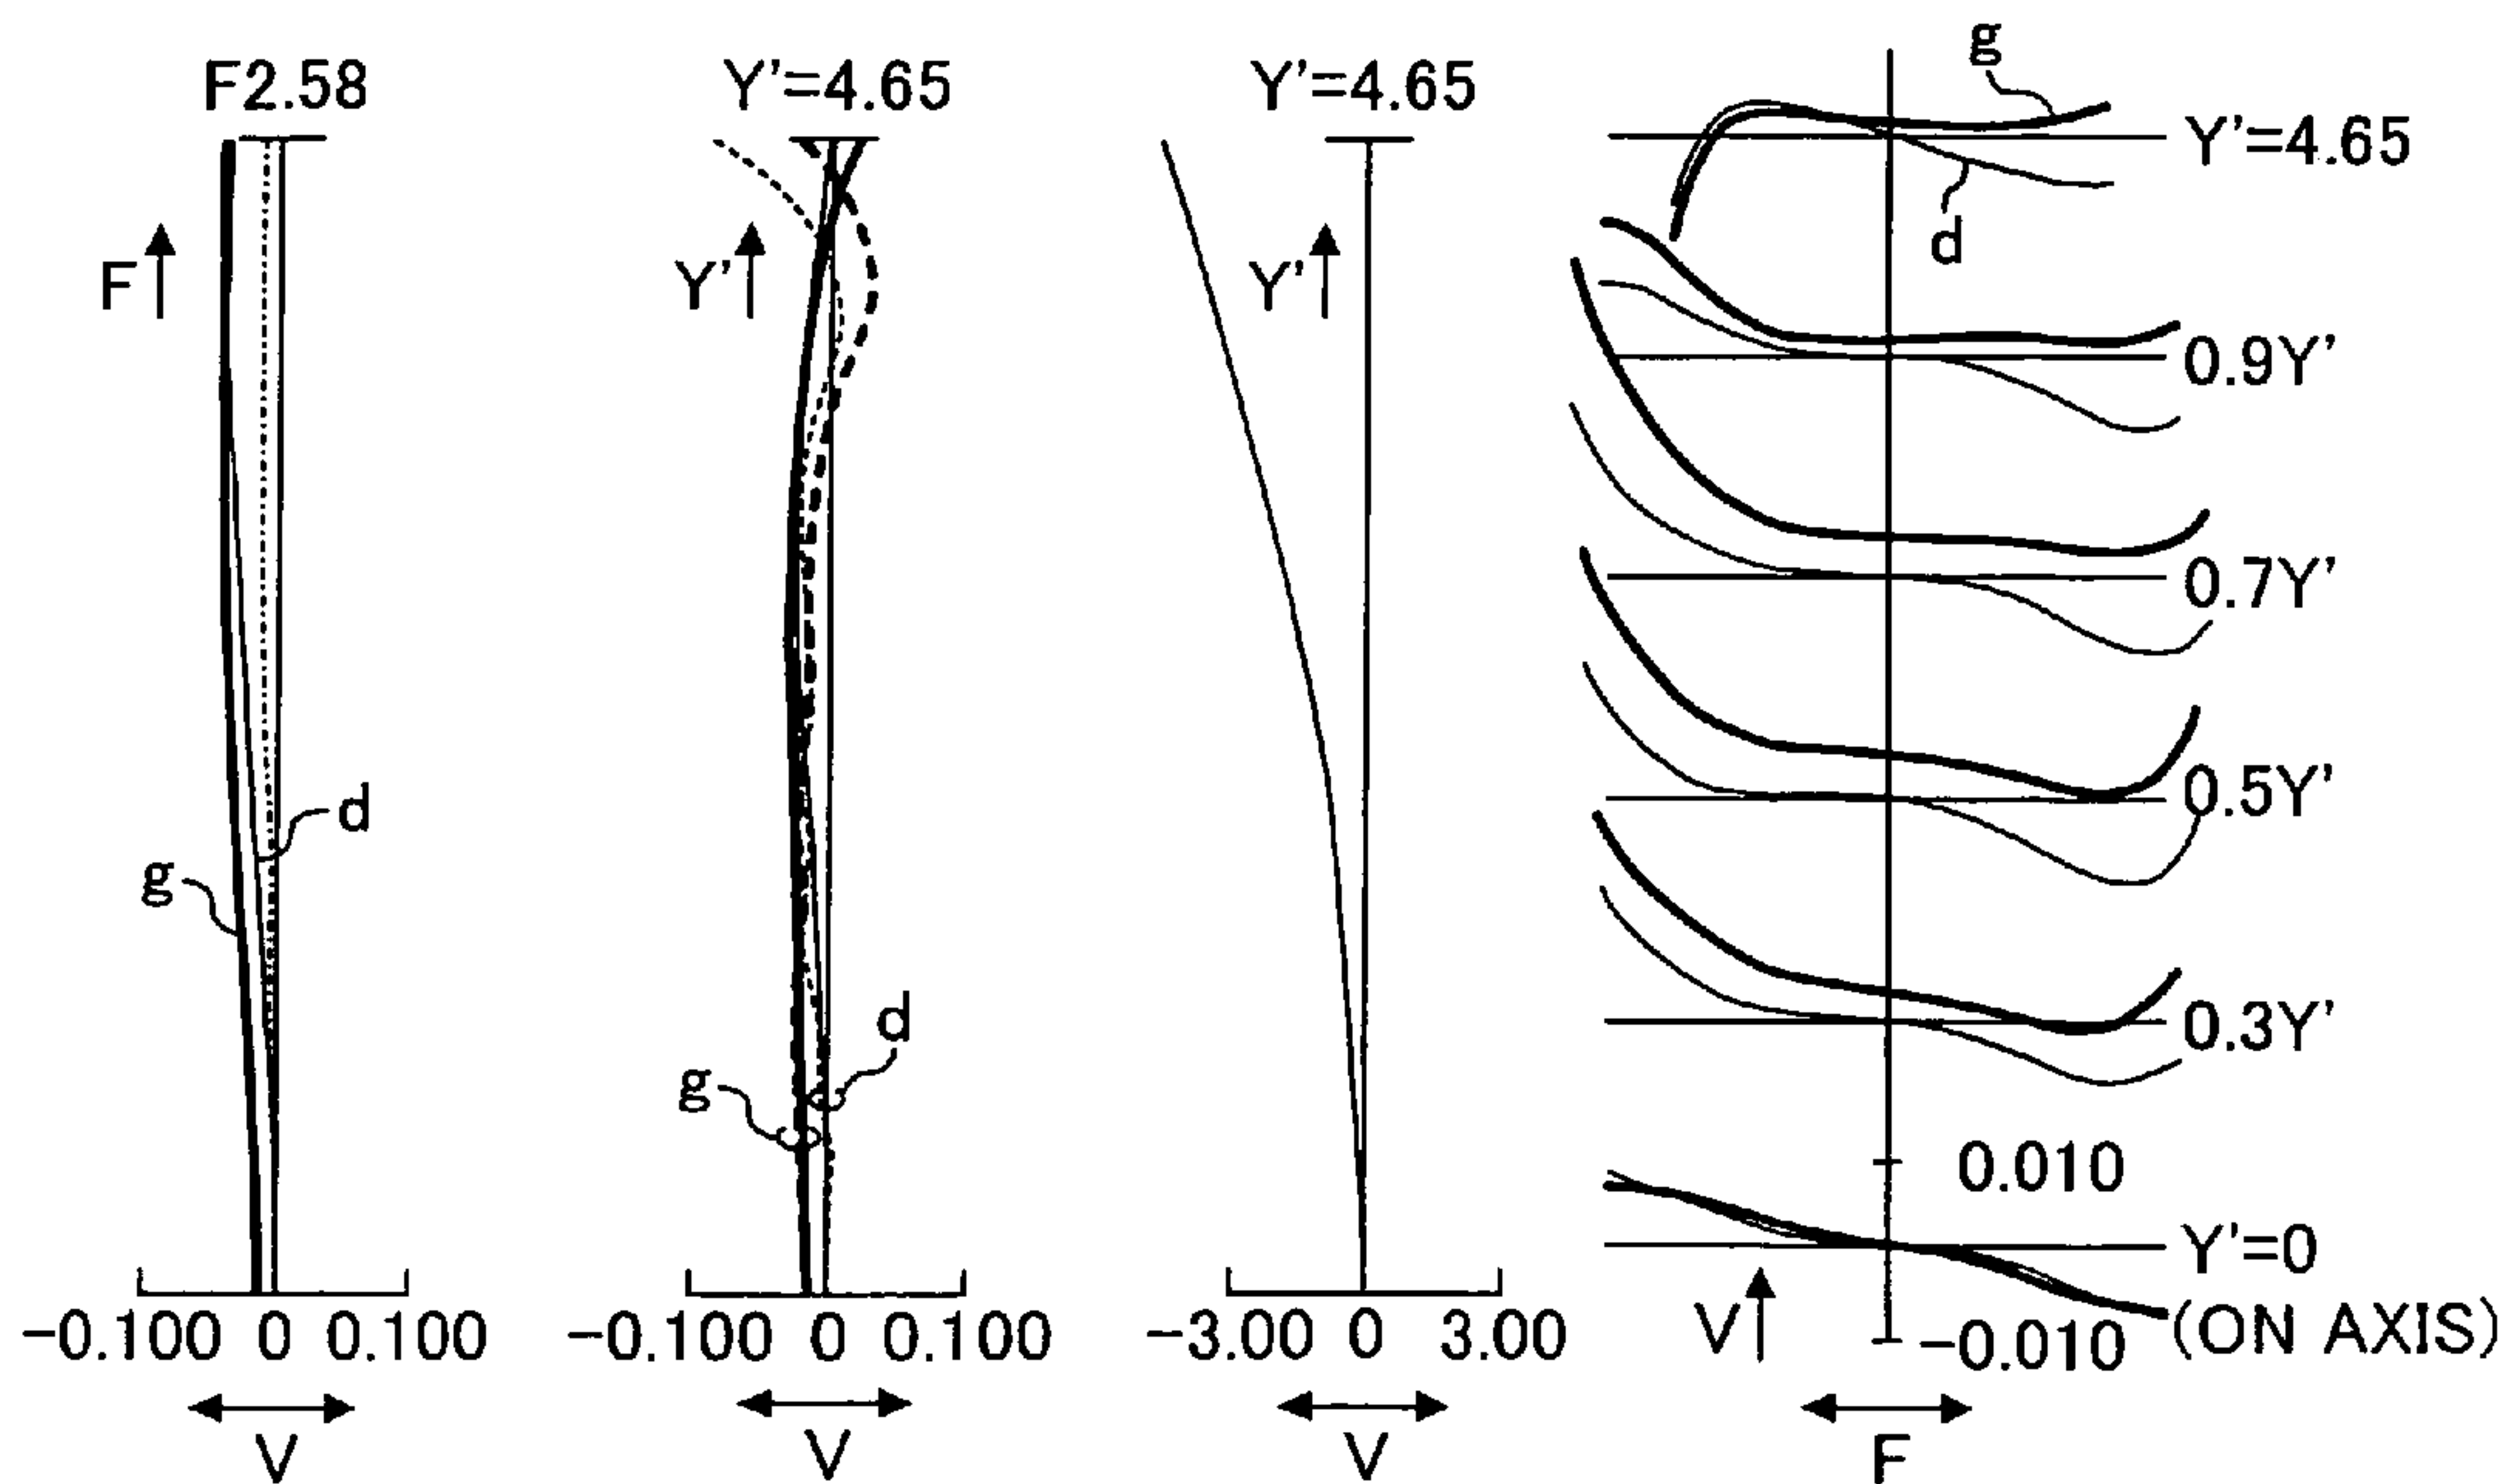 F2.58
F
g
d
-0.100 0 0.100
V
Y'=4.65
Y'
g
d
-0.100 0 0.100
V
Y'=4.65
Y'
-3.00 0 3.00
V
g
Y'=4.65
d
0.9Y'
0.7Y'
0.5Y'
0.3Y'
0.010
Y'=0
(ON AXIS)
-0.010
V
F